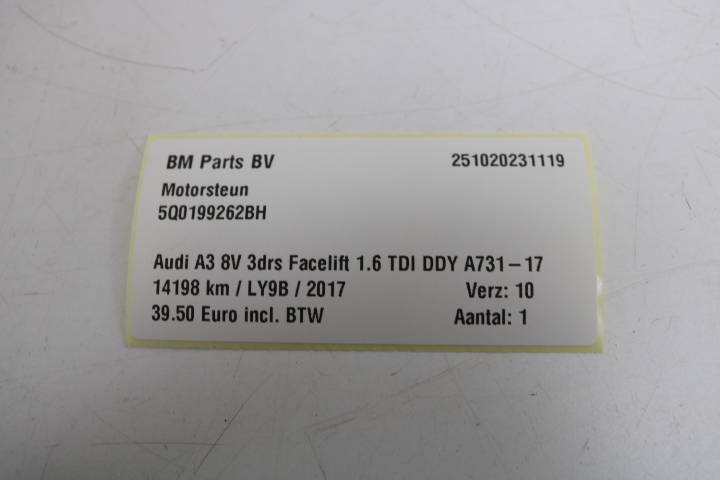 BM Parts BV 251020231119
Motorsteun
5Q0199262BH
Audi A3 8V 3drs Facelift 1.6 TDI DDY A731-17
14198 km / LY9B / 2017 Verz: 10
39.50 Euro incl. BTW Aantal: 1